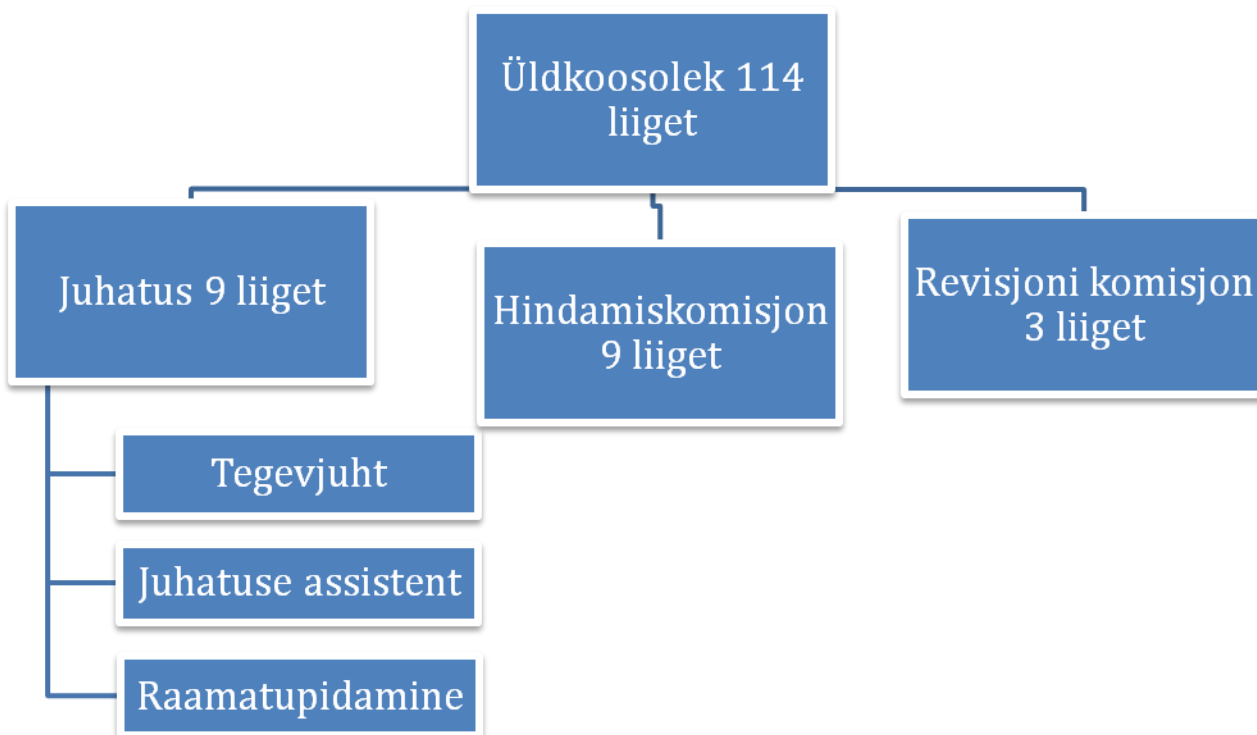 Üldkoosolek 114
liiget
Juhatus 9 liiget
Hindamiskomisjon
9 liiget
Revisjoni komisjon
3 liiget
Tegevjuht
Juhatuse assistent
Raamatupidamine